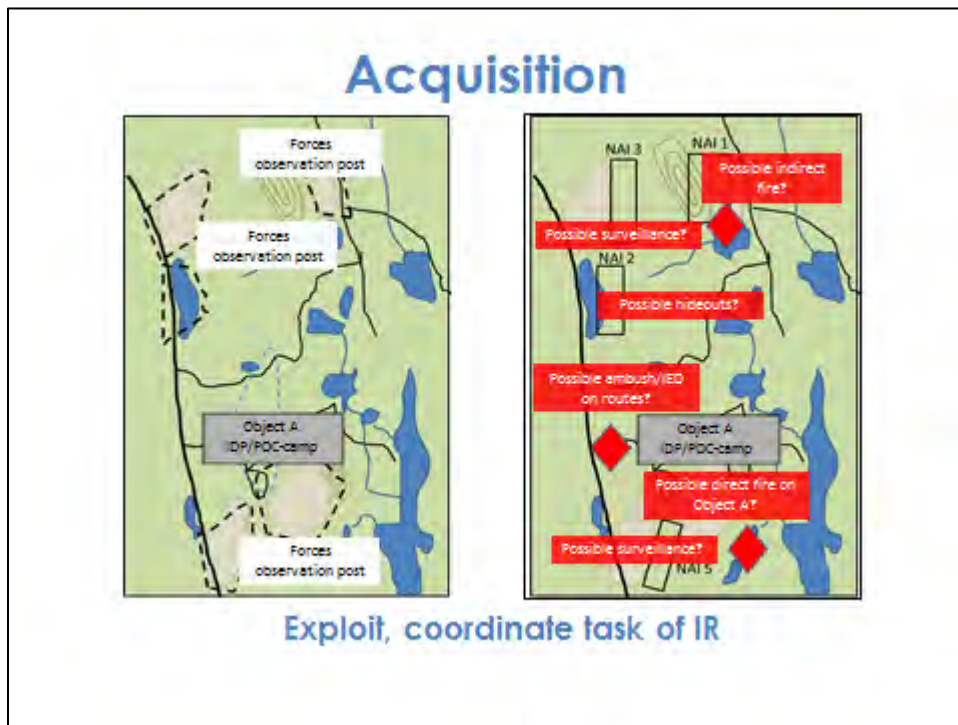 Acquisition
Forces
observation post
Forces
observation post
Object A
IDP/POC-camp
Forces
observation post
NAI 3
NAI 1
Possible indirect
fire?
Possible surveillance?
NAI 2
Possible hideouts?
Possible ambush/IED
on routes?
Object A
IDP/POC-camp
Possible direct fire on
Object A?
Possible surveillance?
NAI 5
Exploit, coordinate task of IR